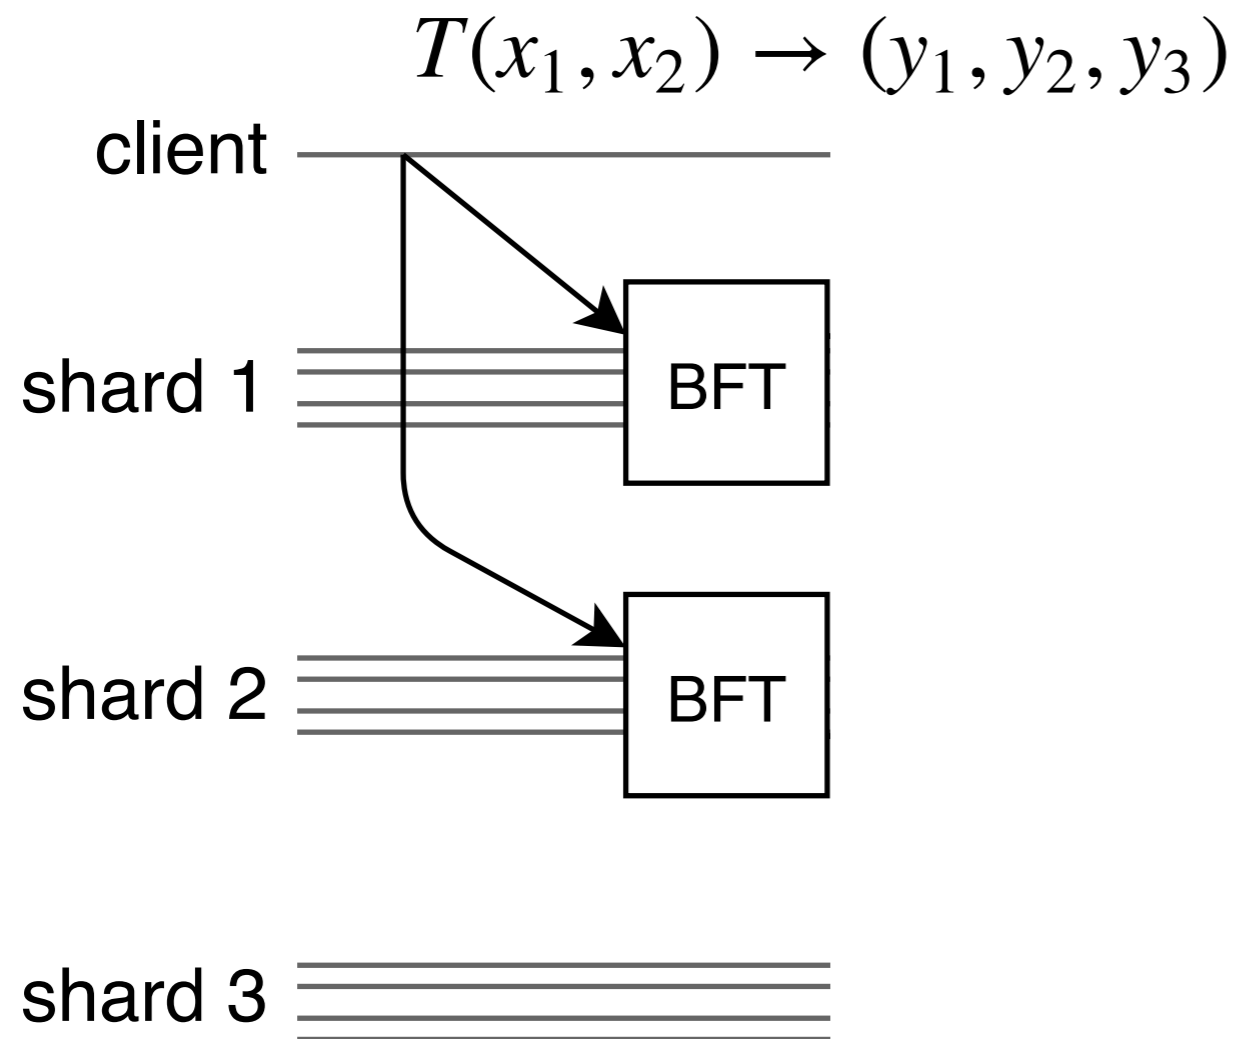 T(x₁, x₂) → (y₁, y₂, y₃)
client
shard 1
BFT
shard 2
BFT
shard 3